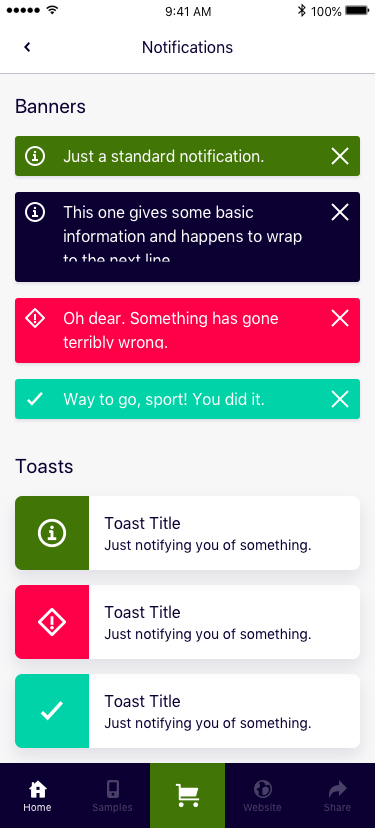 9:41 AM
100%
Notifications
Banners
Just a standard notification.
This one gives some basic
information and happens to wrap
to the next line
Oh dear. Something has gone
terribly wrong.
Way to go, sport! You did it.
Toasts
Toast Title
Just notifying you of something.
Toast Title
Just notifying you of something.
Toast Title
Just notifying you of something.
Home
Samples
Website
Share